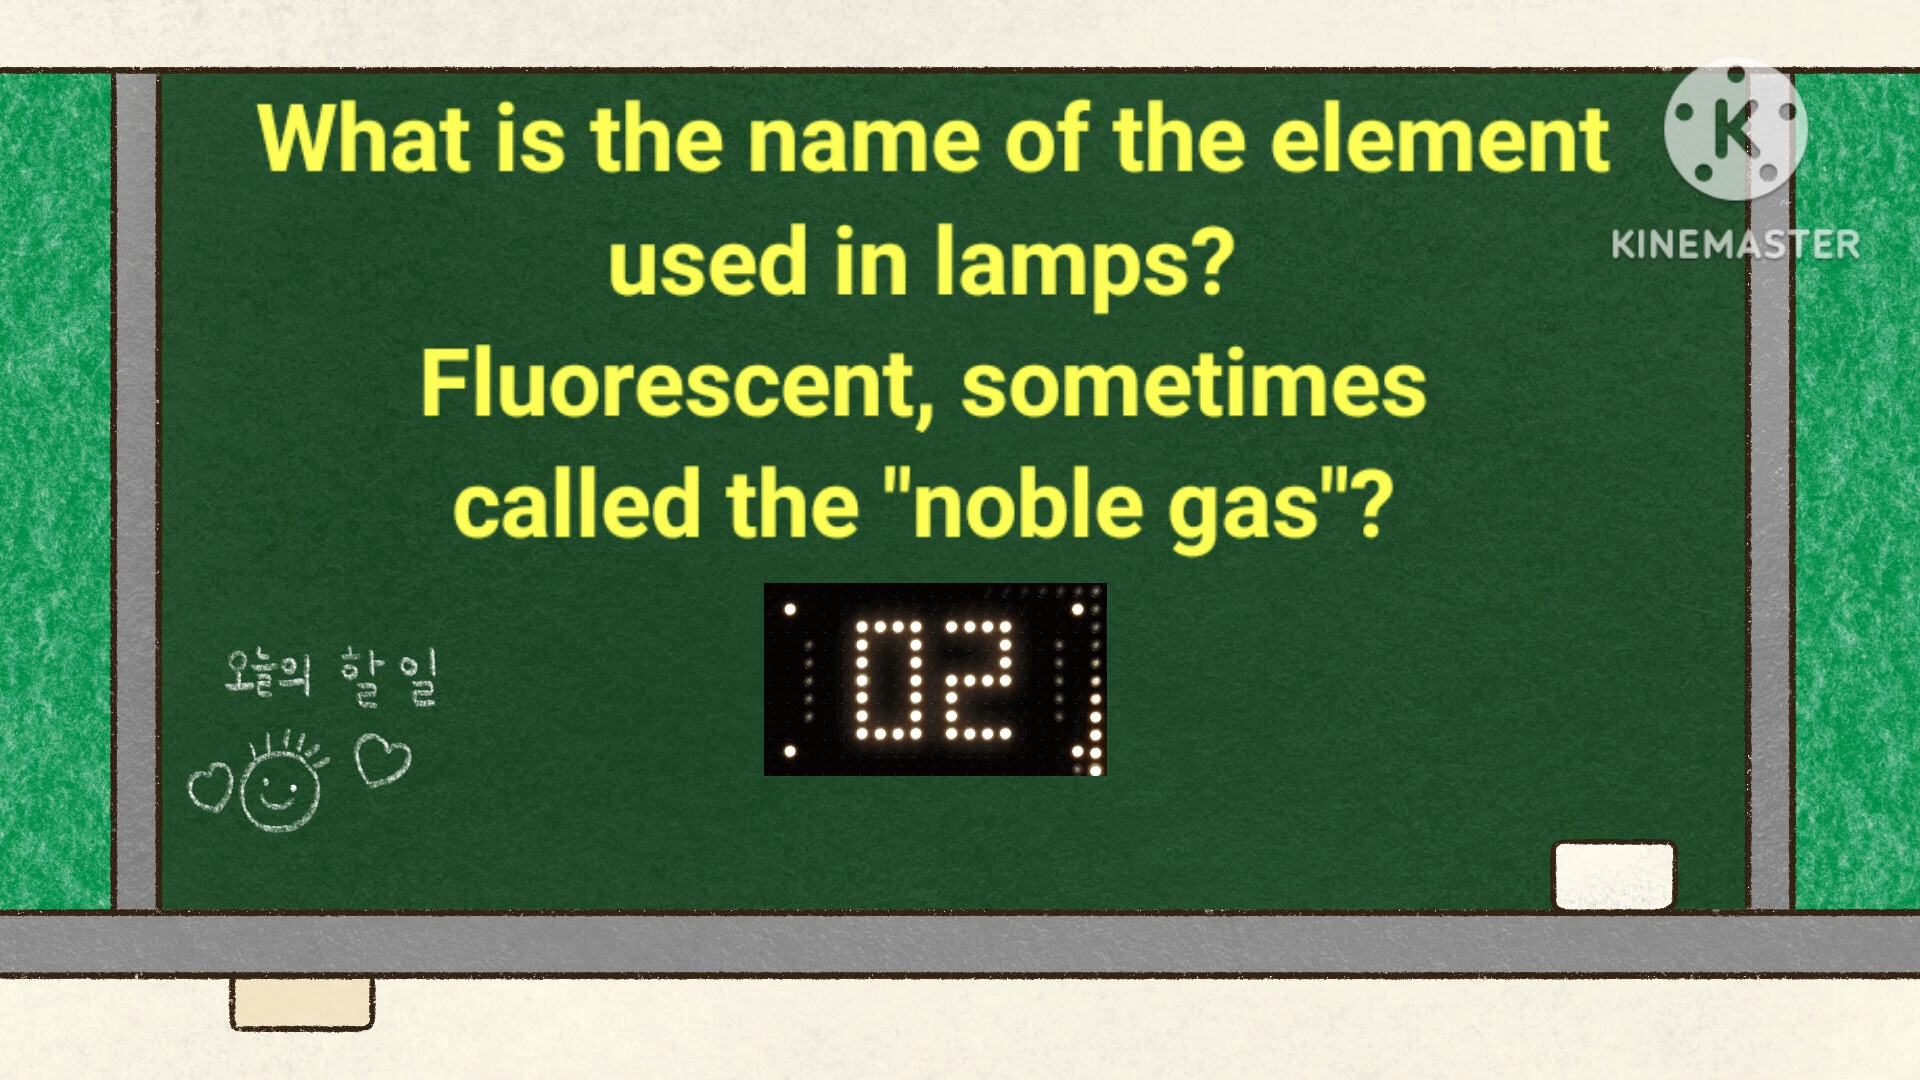 What is the name of the element
used in lamps?
Fluorescent, sometimes
called the "noble gas"?
K
KINEMASTER
02
오늘의 할 일